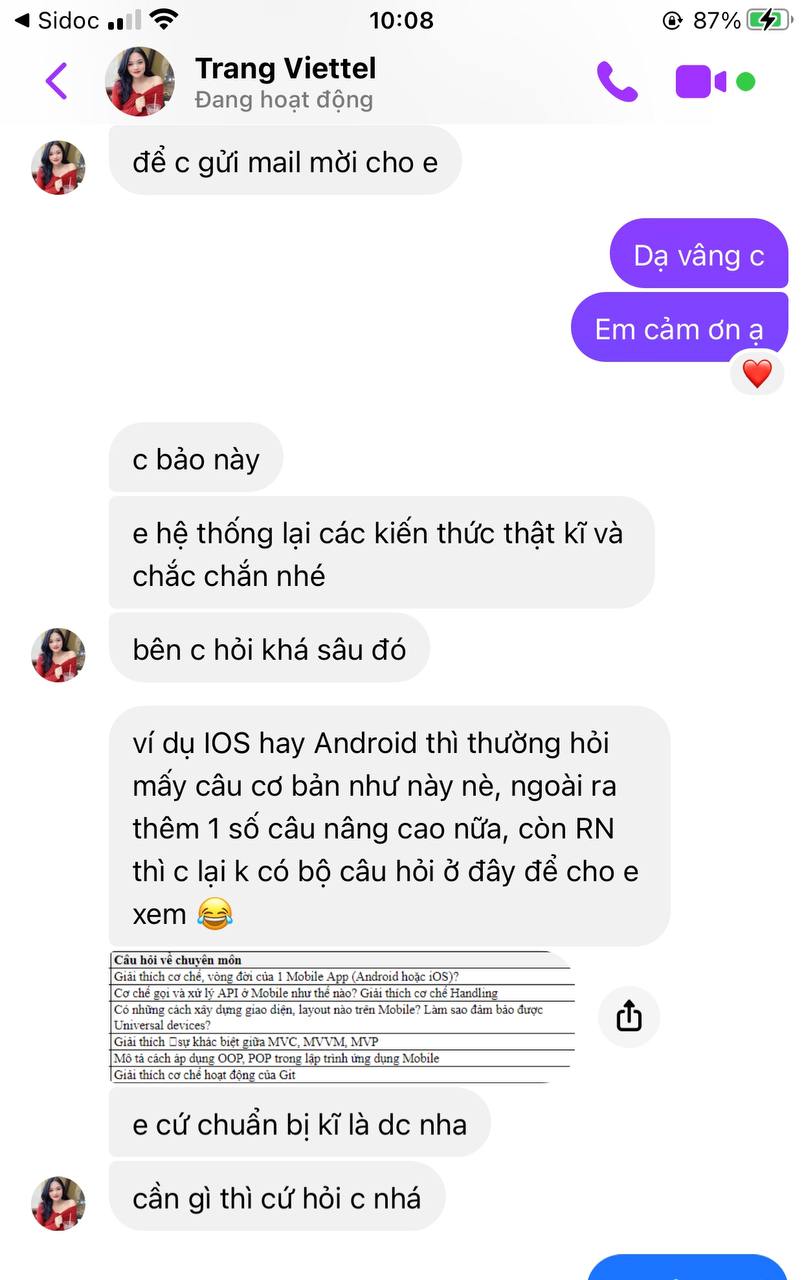 Sidoc
10:08
87%
Trang Viettel
Đang hoạt động
để c gửi mail mời cho e
Dạ vâng c
Em cảm ơn ạ
c bảo này
e hệ thống lại các kiến thức thật kĩ và
chắc chắn nhé
bên c hỏi khá sâu đó
ví dụ IOS hay Android thì thường hỏi
mấy câu cơ bản như này nè, ngoài ra
thêm 1 số câu nâng cao nữa, còn RN
thì c lại k có bộ câu hỏi ở đây để cho e
xem 😂
Câu hỏi về chuyên môn
Giải thích cơ chế, vòng đời của 1 Mobile App (Android hoặc iOS)?
Cơ chế gọi và xử lý API ở Mobile như thế nào? Giải thích cơ chế Handling
Có những cách xây dựng giao diện, layout nào trên Mobile? Làm sao đảm bảo được
Universal devices?
Giải thích □sự khác biệt giữa MVC, MVVM, MVP
Mô tả cách áp dụng OOP, POP trong lập trình ứng dụng Mobile
Giải thích cơ chế hoạt động của Git
e cứ chuẩn bị kĩ là dc nha
cần gì thì cứ hỏi c nhá